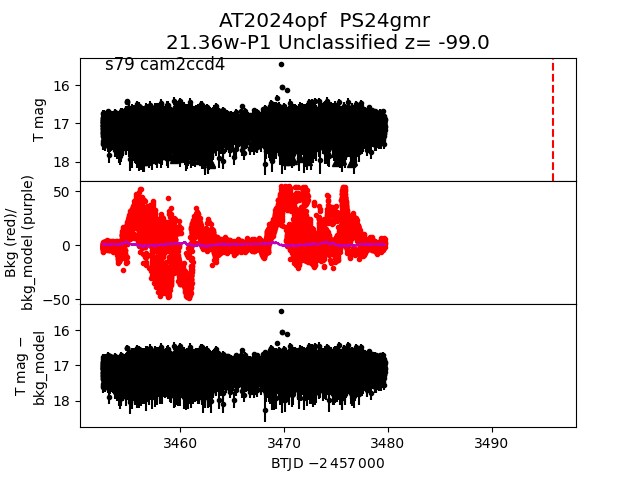 AT2024opf  PS24gmr
21.36w-P1 Unclassified z= -99.0
s79 cam2ccd4
T mag
16
17
18
Bkg (red)/
bkg_model (purple)
50
0
−50
T mag −
bkg_model
16
17
18
3460
3470
3480
3490
BTJD −2 457 000